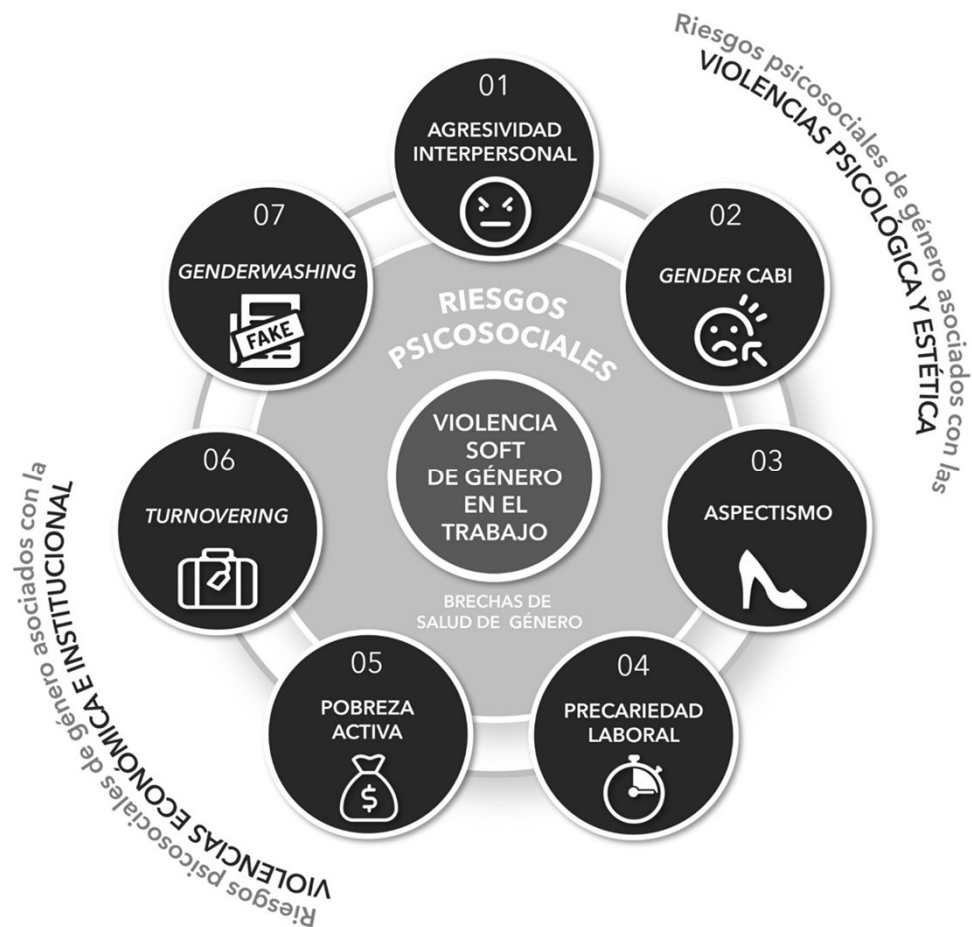 Riesgos psicosociales de género asociados con las
VIOLENCIAS PSICOLÓGICA Y ESTÉTICA
01
AGRESIVIDAD
INTERPERSONAL
02
GENDER CABI
03
ASPECTISMO
04
PRECARIEDAD
LABORAL
05
POBREZA
ACTIVA
$
06
TURNOVERING
07
GENDERWASHING
FAKE
RIESGOS
PSICOSOCIALES
VIOLENCIA
SOFT
DE GÉNERO
EN EL
TRABAJO
BRECHAS DE
SALUD DE GÉNERO
Riesgos psicosociales de género asociados con la
VIOLENCIAS ECONÓMICA E INSTITUCIONAL